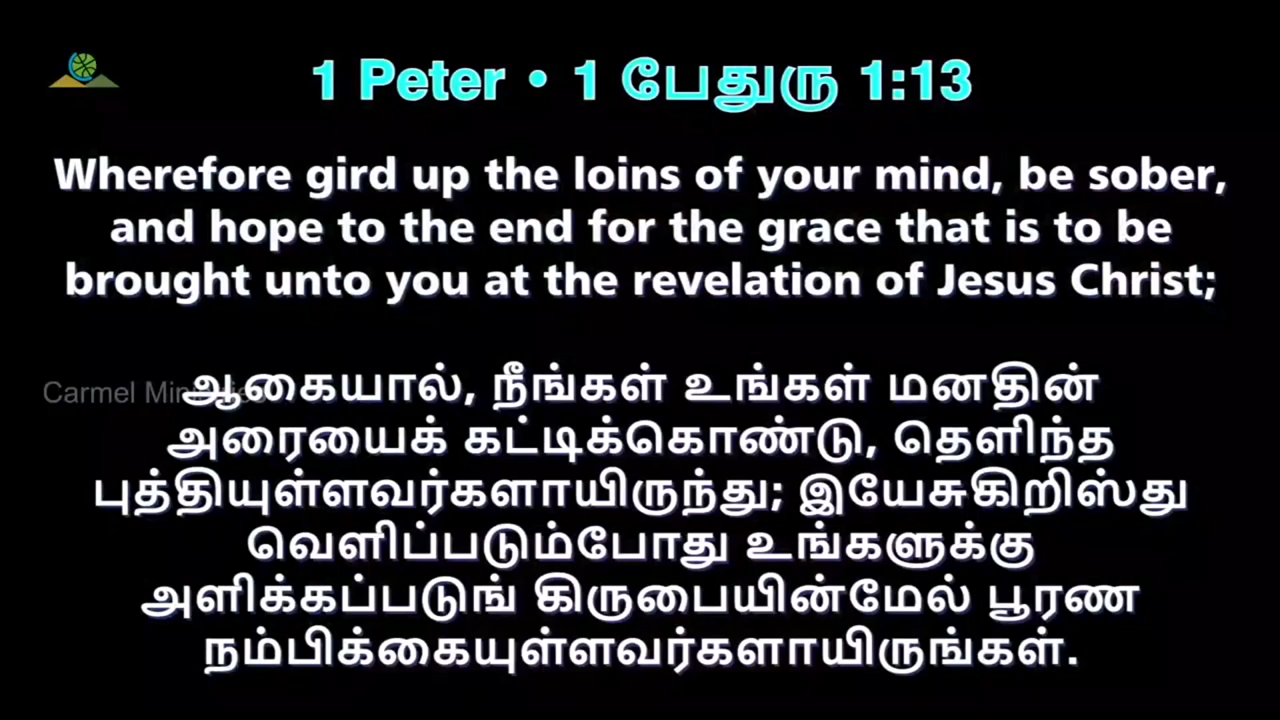 1 Peter • 1 பேதுரு 1:13
Wherefore gird up the loins of your mind, be sober,
and hope to the end for the grace that is to be
brought unto you at the revelation of Jesus Christ;
Carmel
ஆகையால், நீங்கள் உங்கள் மனதின்
அரையைக் கட்டிக்கொண்டு, தெளிந்த
புத்தியுள்ளவர்களாயிருந்து; இயேசுகிறிஸ்து
வெளிப்படும்போது உங்களுக்கு
அளிக்கப்படுங் கிருபையின்மேல் பூரண
நம்பிக்கையுள்ளவர்களாயிருங்கள்.